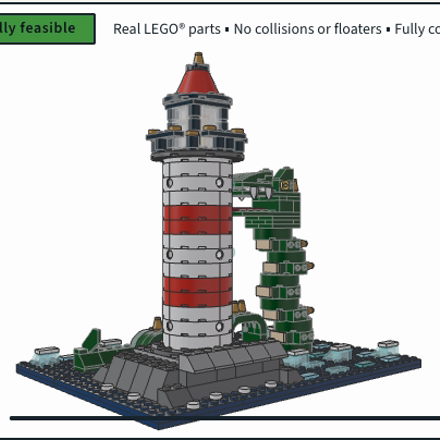 lly feasible
Real LEGO® parts ▪ No collisions or floaters ▪ Fully co